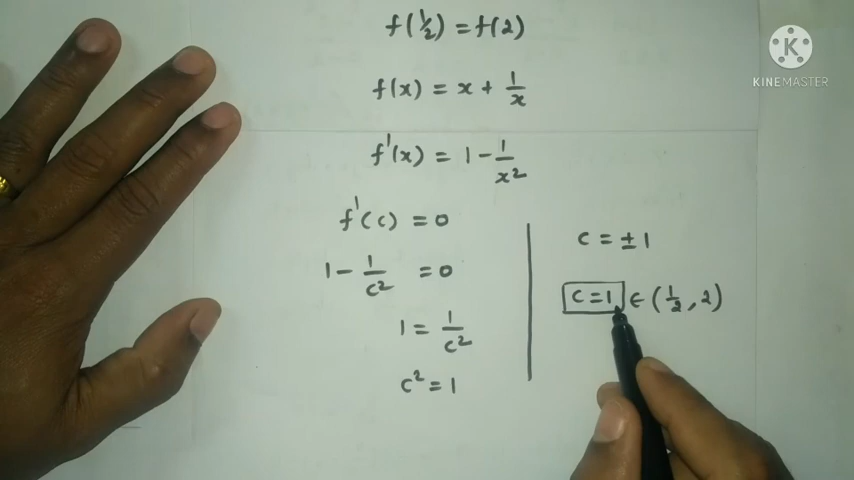 f(1/2) = f(2)
f(x) = x + 1/x
f'(x) = 1 - 1/x²
f'(c) = 0
1 - 1/c² = 0
1 = 1/c²
c² = 1
c = ± 1
c = 1 ∈ (1/2, 2)
K
KINEMASTER